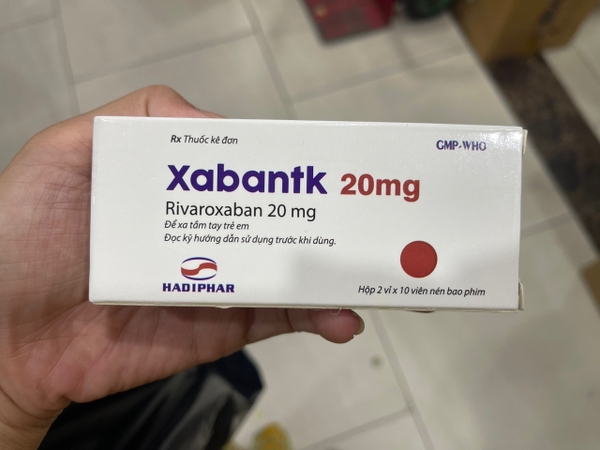 Rx Thuốc kê đơn
GMP-WHO
Xabantk 20mg
Rivaroxaban 20 mg
Để xa tầm tay trẻ em
Đọc kỹ hướng dẫn sử dụng trước khi dùng.
HADIPHAR
Hộp 2 vỉ x 10 viên nén bao phim